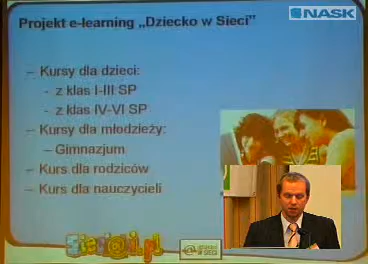 NASK
Projekt e-learning „Dziecko w Sieci"
– Kursy dla dzieci:
- z klas I-III SP
- z klas IV-VI SP
– Kursy dla młodzieży:
– Gimnazjum
– Kurs dla rodziców
– Kurs dla nauczycieli